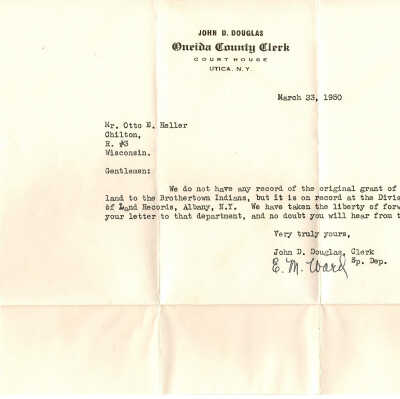 JOHN D. DOUGLAS
Oneida County Clerk
COURT HOUSE
UTICA, N.Y.
March 33, 1950
Mr. Otto E. Heller
Chilton,
R. #3
Wisconsin.
Gentlemen:
We do not have any record of the original grant of
land to the Brothertown Indians, but it is on record at the Divis
of Land Records, Albany, N.Y. We have taken the liberty of forw
your letter to that department, and no doubt you will hear from t
Very truly yours,
John D. Douglas, Clerk
E. M. Ward Sp. Dep.